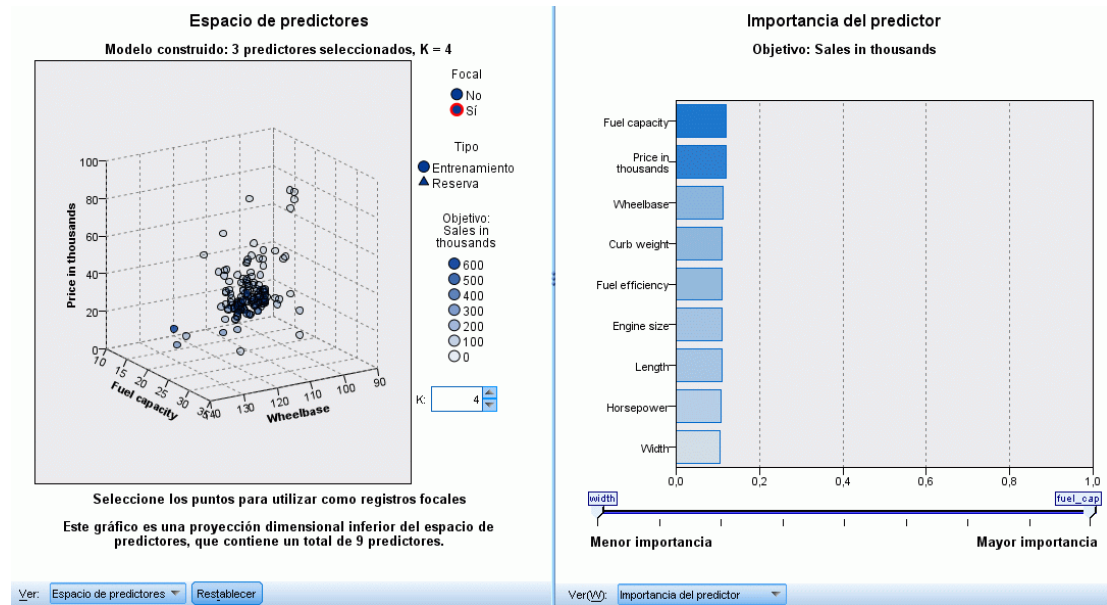 Espacio de predictores
Modelo construido: 3 predictores seleccionados, K = 4
Focal
No
Sí
Tipo
Entrenamiento
Reserva
Objetivo:
Sales in
thousands
600
500
400
300
200
100
0
K: 4
Price in thousands
100
80
60
40
20
0
10
15
20
25
30
35
Fuel capacity
140
130
120
110
100
90
Wheelbase
Seleccione los puntos para utilizar como registros focales
Este gráfico es una proyección dimensional inferior del espacio de
predictores, que contiene un total de 9 predictores.
Ver: Espacio de predictores Restablecer
Importancia del predictor
Objetivo: Sales in thousands
Fuel capacity
Price in
thousands
Wheelbase
Curb weight
Fuel efficiency
Engine size
Length
Horsepower
Width
0,0 0,2 0,4 0,6 0,8 1,0
width fuel_cap
Menor importancia Mayor importancia
Ver(W): Importancia del predictor